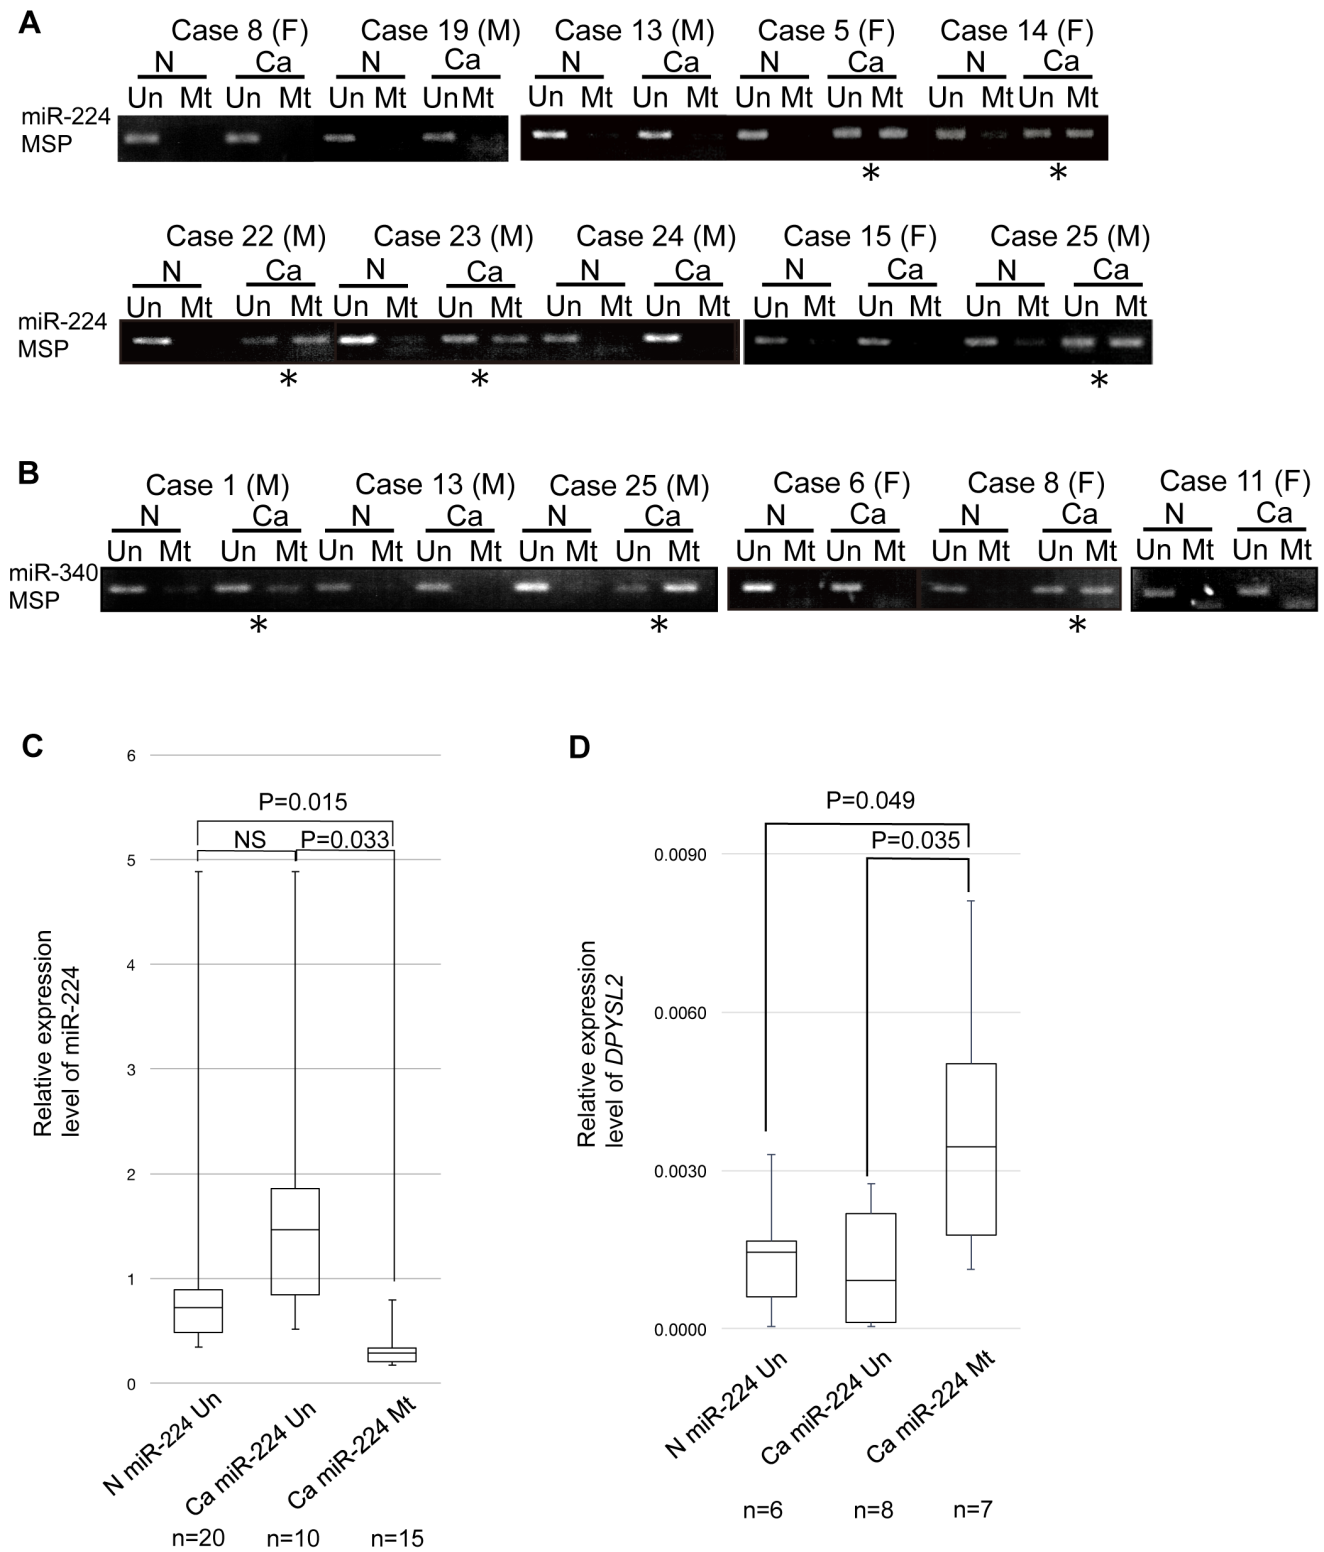 A
Case 8 (F) Case 19 (M) Case 13 (M) Case 5 (F) Case 14 (F)
N Ca N Ca N Ca N Ca N Ca
Un Mt Un Mt Un Mt Un Mt Un Mt Un Mt Un Mt Un Mt Un Mt Un Mt
miR-224
MSP
* *
Case 22 (M) Case 23 (M) Case 24 (M) Case 15 (F) Case 25 (M)
N Ca N Ca N Ca N Ca N Ca
Un Mt Un Mt Un Mt Un Mt Un Mt Un Mt Un Mt Un Mt Un Mt Un Mt
miR-224
MSP
* * *
B
Case 1 (M) Case 13 (M) Case 25 (M) Case 6 (F) Case 8 (F) Case 11 (F)
N Ca N Ca N Ca N Ca N Ca N Ca
Un Mt Un Mt Un Mt Un Mt Un Mt Un Mt Un Mt Un Mt Un Mt Un Mt Un Mt Un Mt
miR-340
MSP
* * *
C
6
P=0.015
NS P=0.033
5
4
3
2
1
0
Relative expression
level of miR-224
N miR-224 Un
Ca miR-224 Un
Ca miR-224 Mt
n=20 n=10 n=15
D
P=0.049
P=0.035
0.0090
0.0060
0.0030
0.0000
Relative expression
level of DPYSL2
N miR-224 Un
Ca miR-224 Un
Ca miR-224 Mt
n=6 n=8 n=7